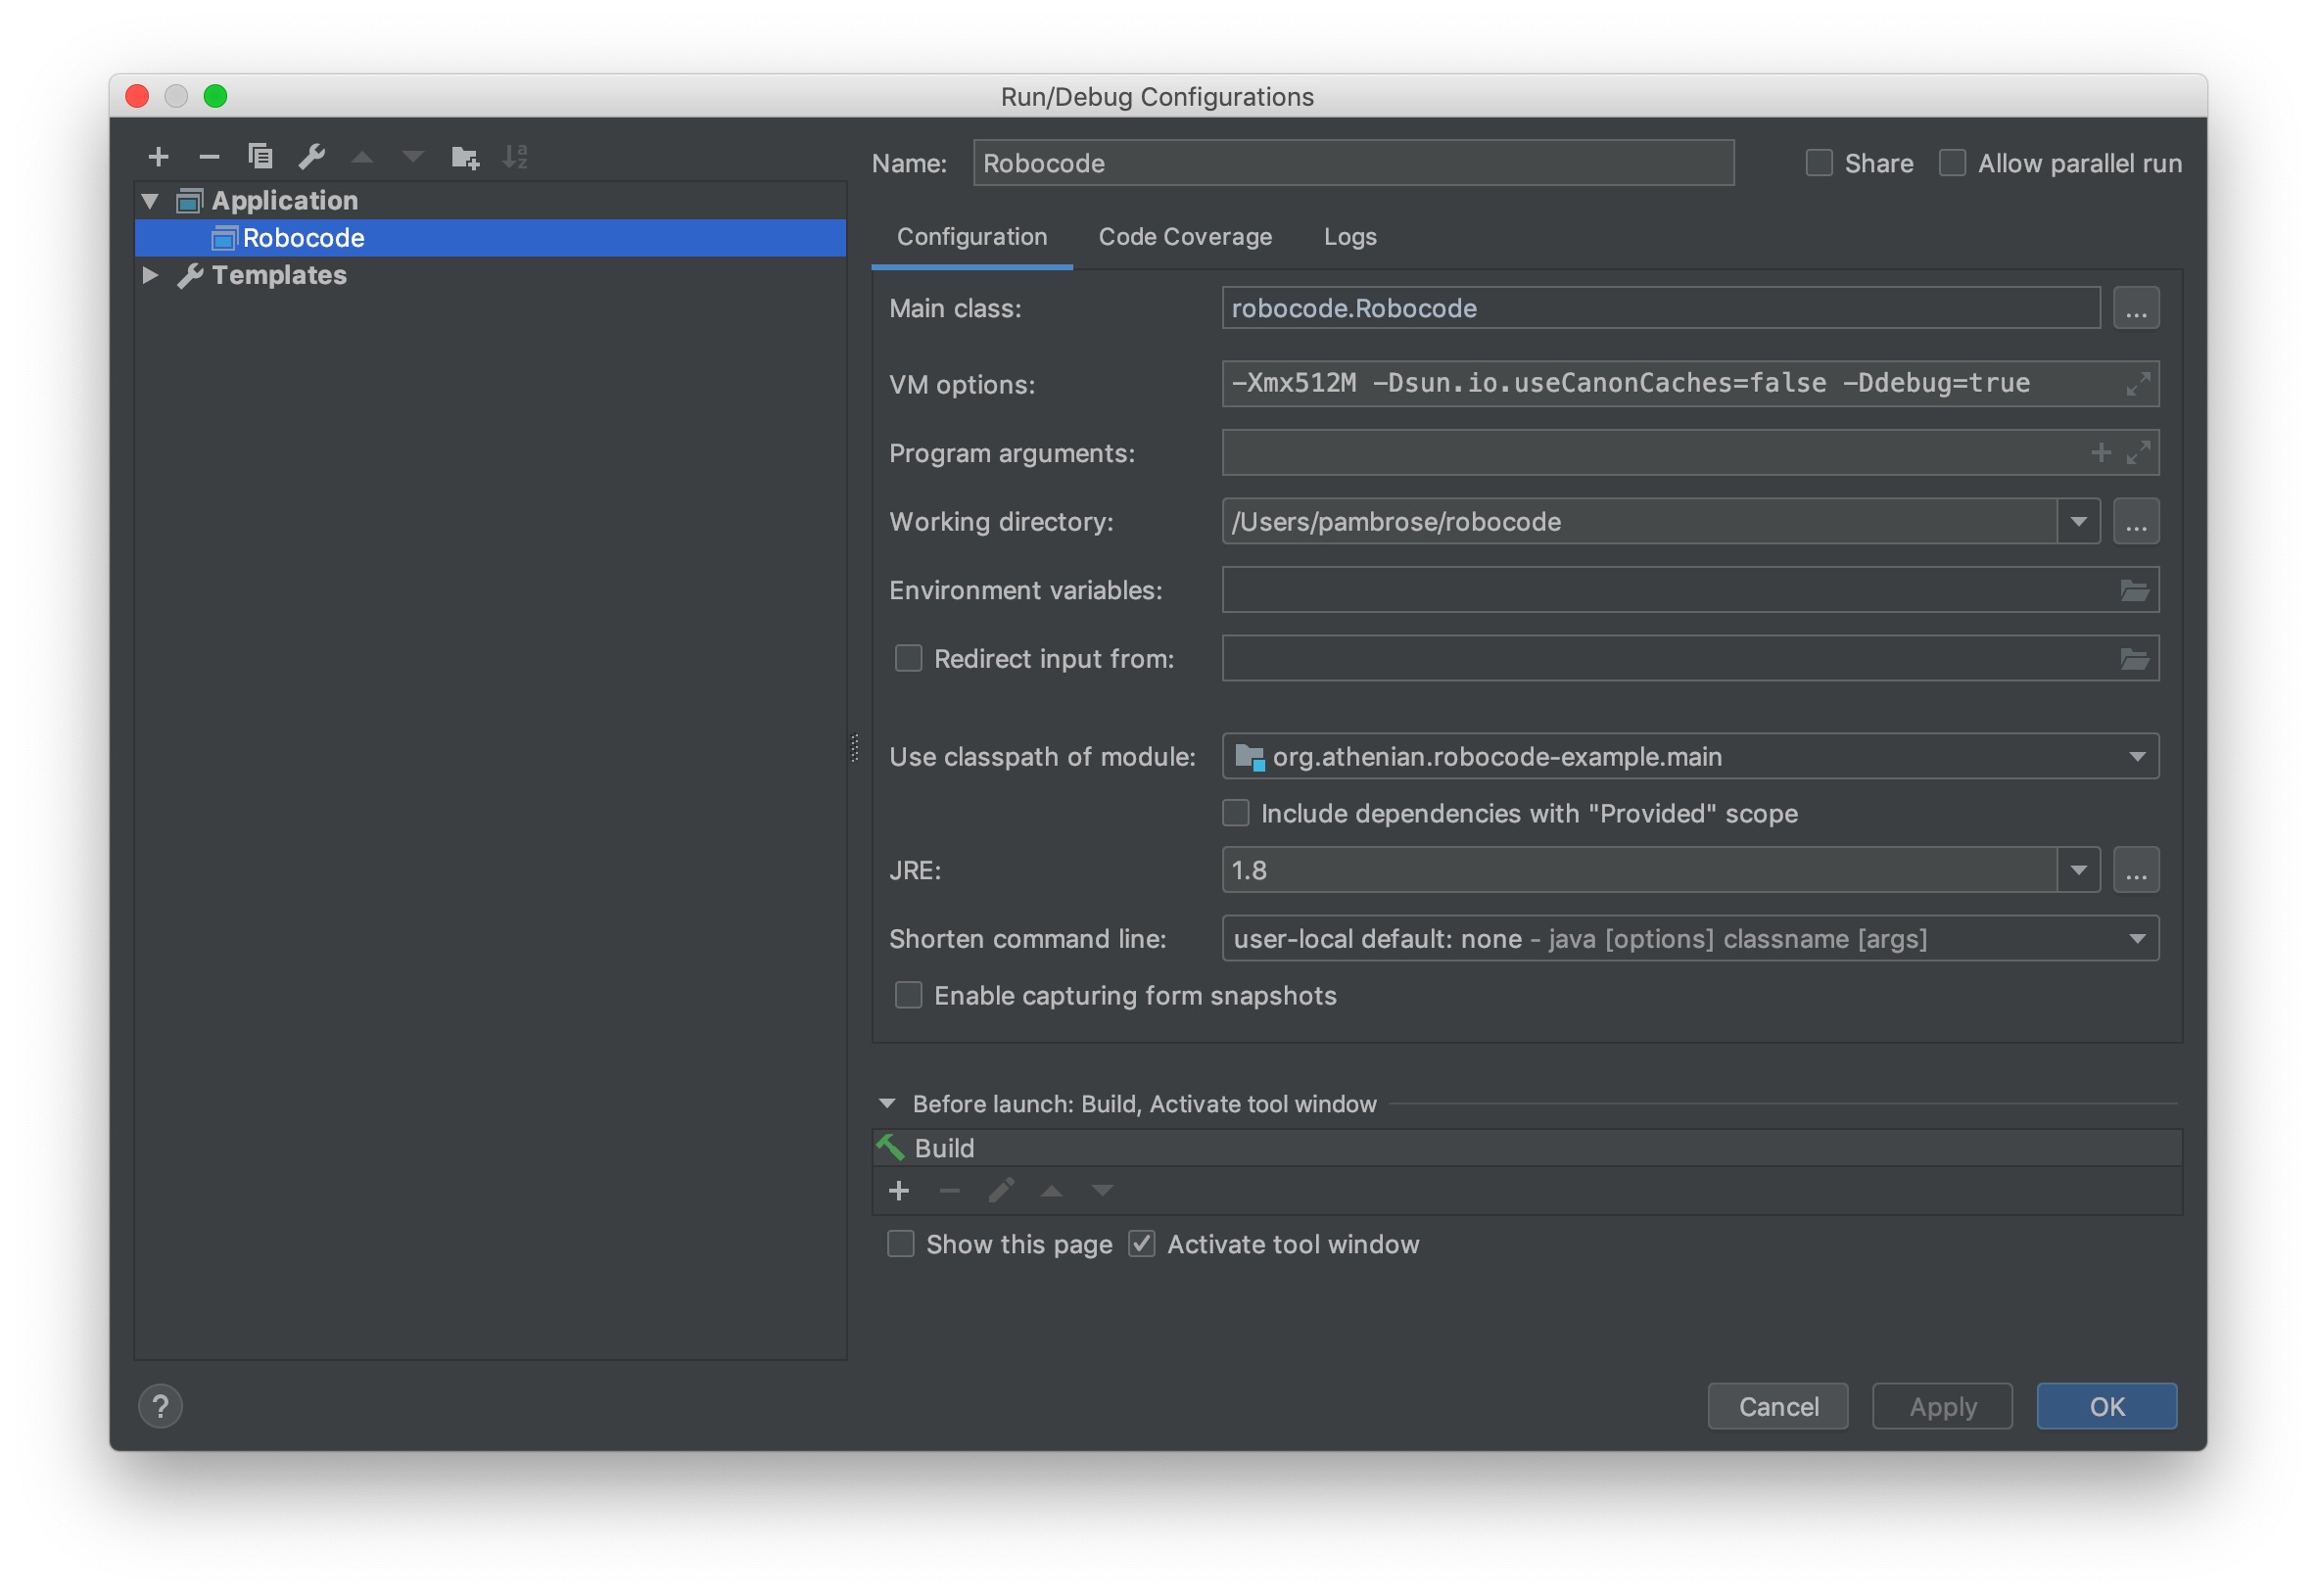 Run/Debug Configurations
Application
Robocode
Templates
Name: Robocode Share Allow parallel run
Configuration Code Coverage Logs
Main class: robocode.Robocode ...
VM options: -Xmx512M -Dsun.io.useCanonCaches=false -Ddebug=true
Program arguments:
Working directory: /Users/pambrose/robocode ...
Environment variables:
Redirect input from:
Use classpath of module: org.athenian.robocode-example.main
Include dependencies with "Provided" scope
JRE: 1.8 ...
Shorten command line: user-local default: none - java [options] classname [args]
Enable capturing form snapshots
Before launch: Build, Activate tool window
Build
Show this page Activate tool window
? Cancel Apply OK